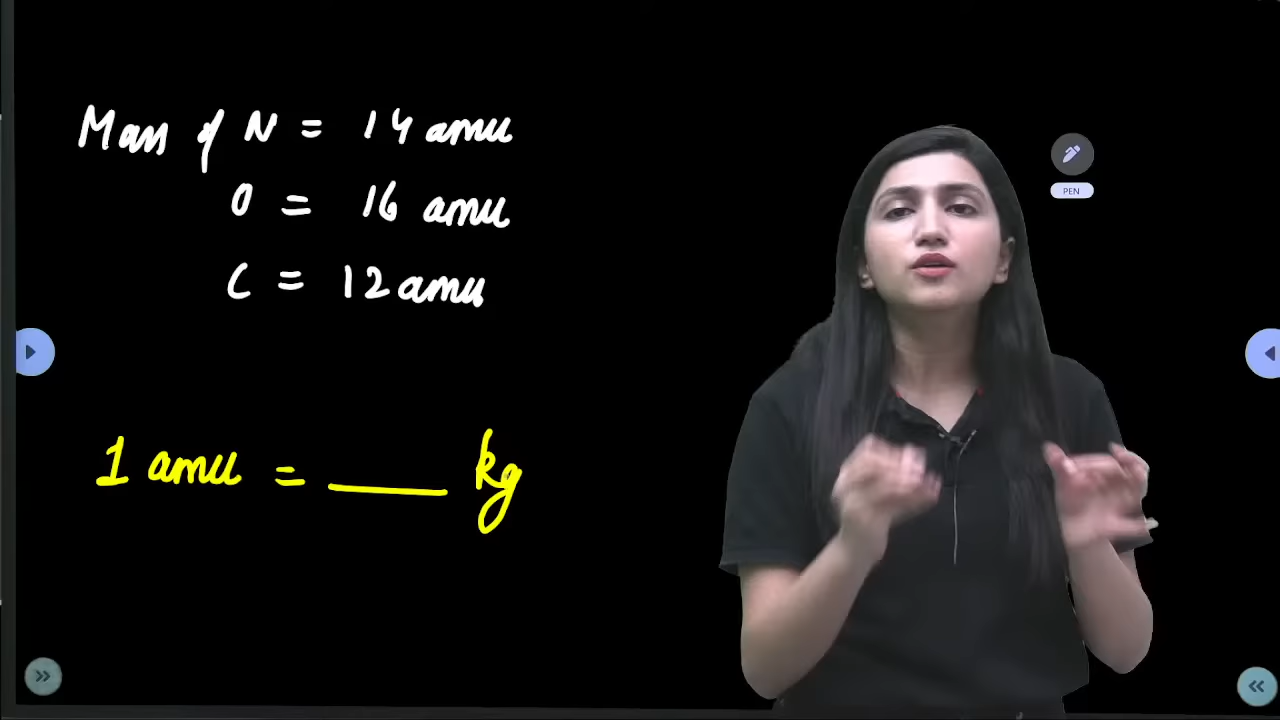 Mass of N = 14 amu
O = 16 amu
C = 12 amu
1 amu = ____ kg
PEN